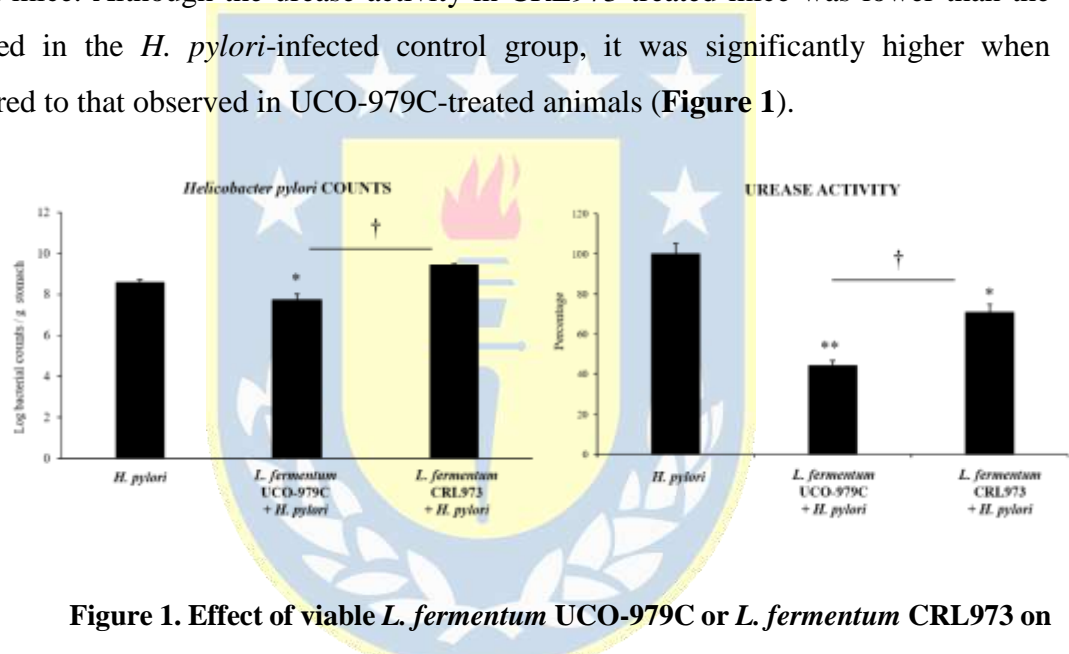 mice. Although the urease activity in CRL973-treated mice was lower than the
ed in the H. pylori-infected control group, it was significantly higher when
red to that observed in UCO-979C-treated animals (Figure 1).
Helicobacter pylori COUNTS
Log bacterial counts / g stomach
12
10
8
6
4
2
0
*
†
H. pylori
L. fermentum
UCO-979C
+ H. pylori
L. fermentum
CRL973
+ H. pylori
UREASE ACTIVITY
Percentage
120
100
80
60
40
20
0
**
†
*
H. pylori
L. fermentum
UCO-979C
+ H. pylori
L. fermentum
CRL973
+ H. pylori
Figure 1. Effect of viable L. fermentum UCO-979C or L. fermentum CRL973 on